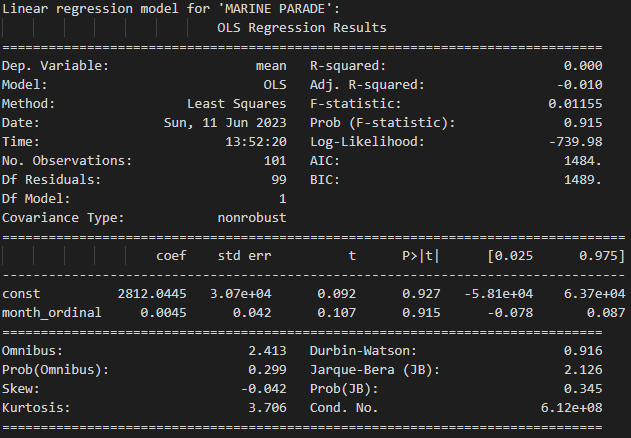 Linear regression model for 'MARINE PARADE':
OLS Regression Results
==============================================================================
Dep. Variable: mean R-squared: 0.000
Model: OLS Adj. R-squared: -0.010
Method: Least Squares F-statistic: 0.01155
Date: Sun, 11 Jun 2023 Prob (F-statistic): 0.915
Time: 13:52:20 Log-Likelihood: -739.98
No. Observations: 101 AIC: 1484.
Df Residuals: 99 BIC: 1489.
Df Model: 1
Covariance Type: nonrobust
=================================================================================
coef std err t P>|t| [0.025 0.975]
---------------------------------------------------------------------------------
const 2812.0445 3.07e+04 0.092 0.927 -5.81e+04 6.37e+04
month_ordinal 0.0045 0.042 0.107 0.915 -0.078 0.087
==============================================================================
Omnibus: 2.413 Durbin-Watson: 0.916
Prob(Omnibus): 0.299 Jarque-Bera (JB): 2.126
Skew: -0.042 Prob(JB): 0.345
Kurtosis: 3.706 Cond. No. 6.12e+08
==============================================================================